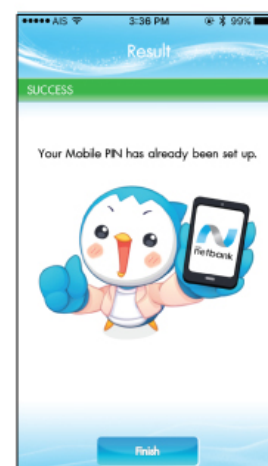 AIS 3:36 PM 99%
Result
SUCCESS
Your Mobile PIN has already been set up.
netbank
Finish